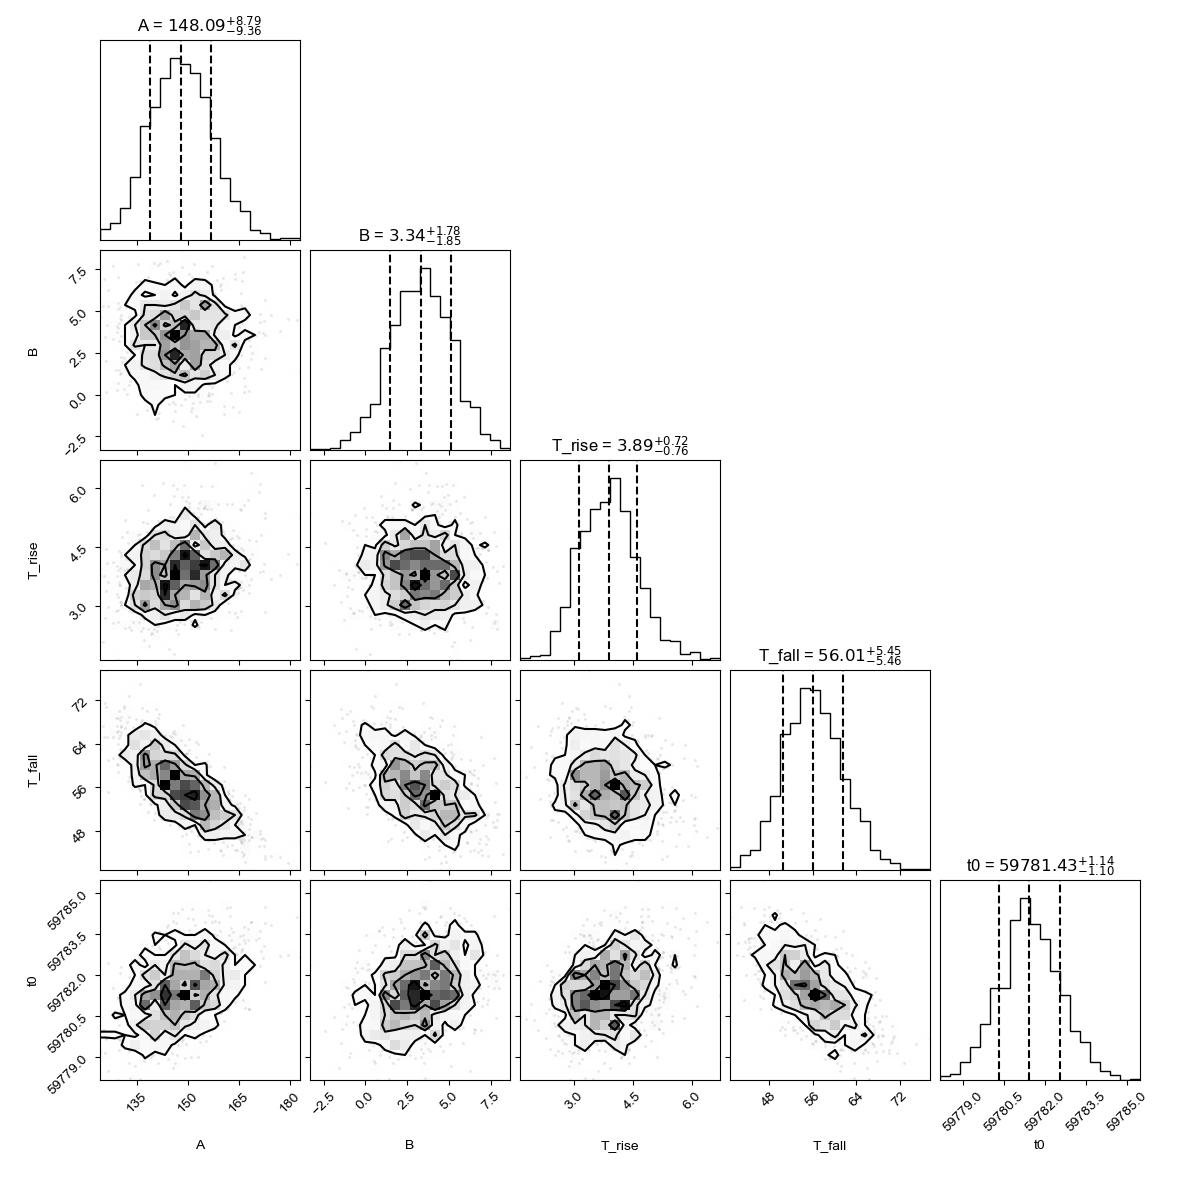 A = 148.09+8.79−9.36
B = 3.34+1.78−1.85
7.5
5.0
2.5
0.0
−2.5
B
T_rise = 3.89+0.72−0.76
6.0
4.5
3.0
T_rise
T_fall = 56.01+5.45−5.46
72
64
56
48
T_fall
t0 = 59781.43+1.14−1.10
59785.0
59783.5
59782.0
59780.5
59779.0
t0
135 150 165 180
−2.5 0.0 2.5 5.0 7.5
3.0 4.5 6.0
48 56 64 72
59779.0 59780.5 59782.0 59783.5 59785.0
A B T_rise T_fall t0